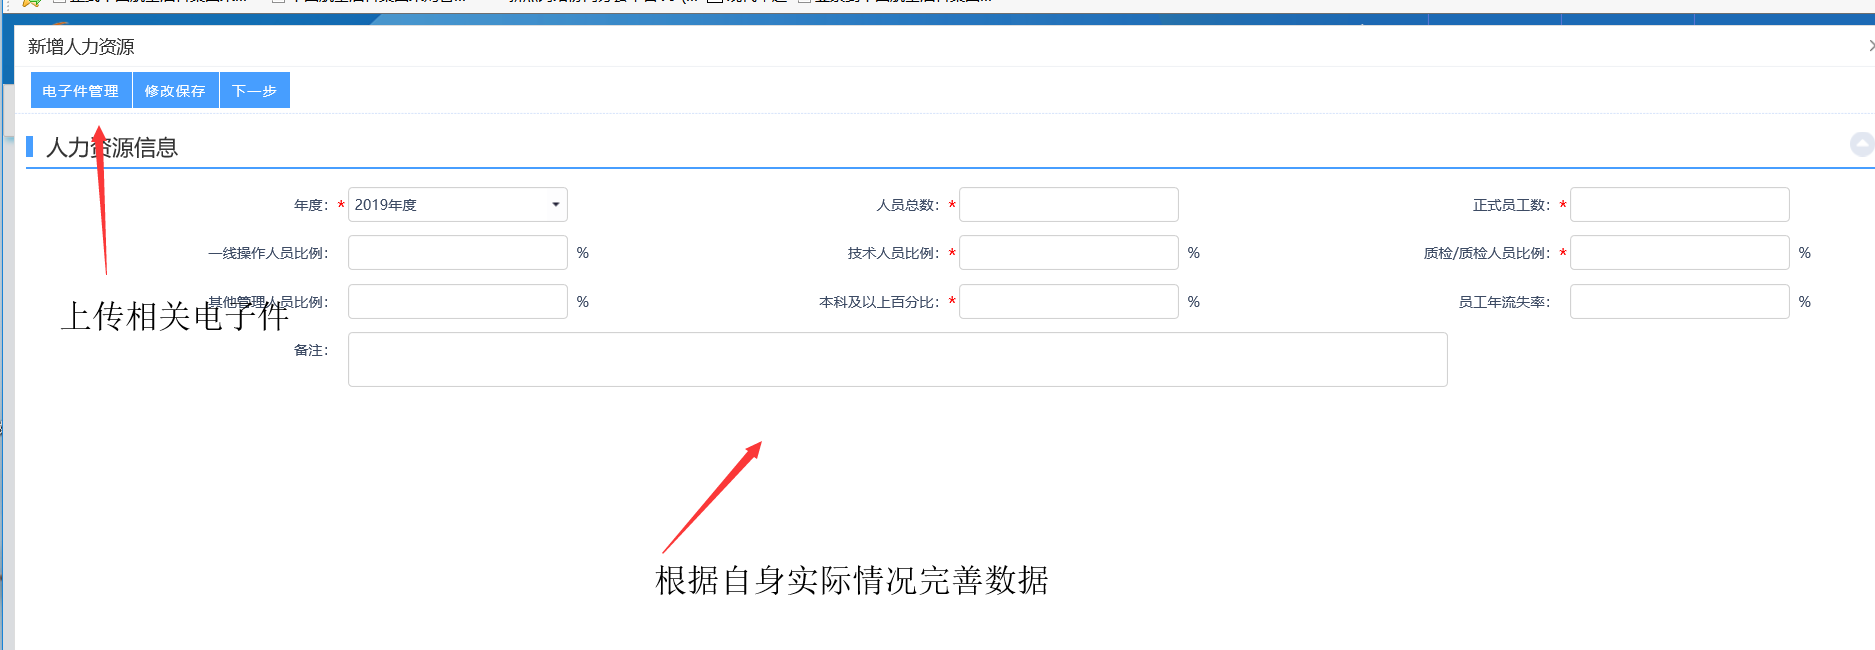 新增人力资源
电子件管理 修改保存 下一步
人力资源信息
年度: * 2019年度 人员总数: * 正式员工数: *
一线操作人员比例: % 技术人员比例: * % 质检/质检人员比例: * %
其他管理人员比例: % 本科及以上百分比: * % 员工年流失率: %
上传相关电子件
备注:
根据自身实际情况完善数据